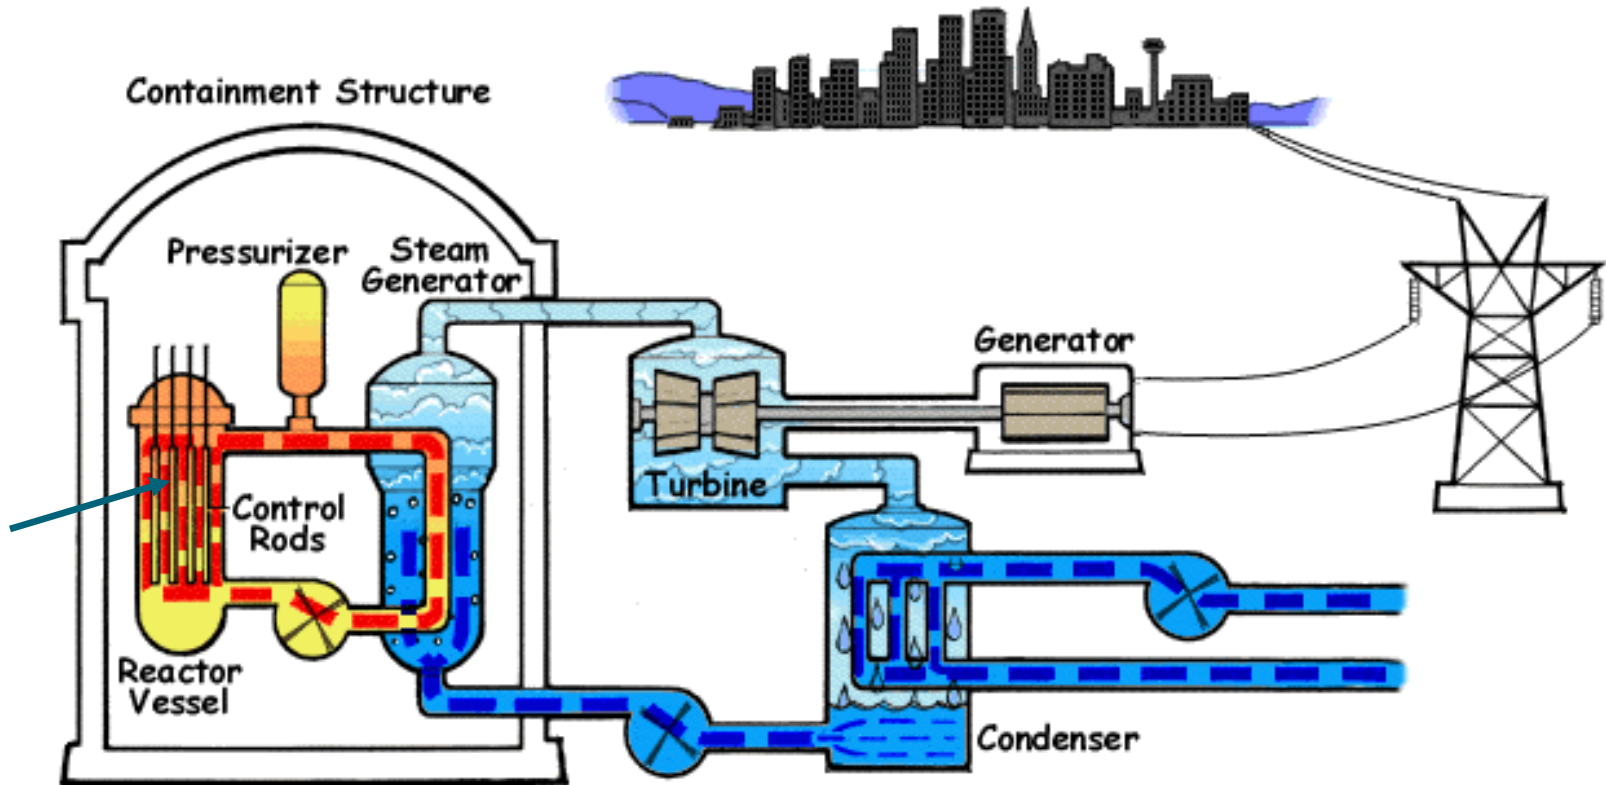 Containment Structure
Pressurizer
Steam
Generator
Generator
Turbine
Control
Rods
Reactor
Vessel
Condenser